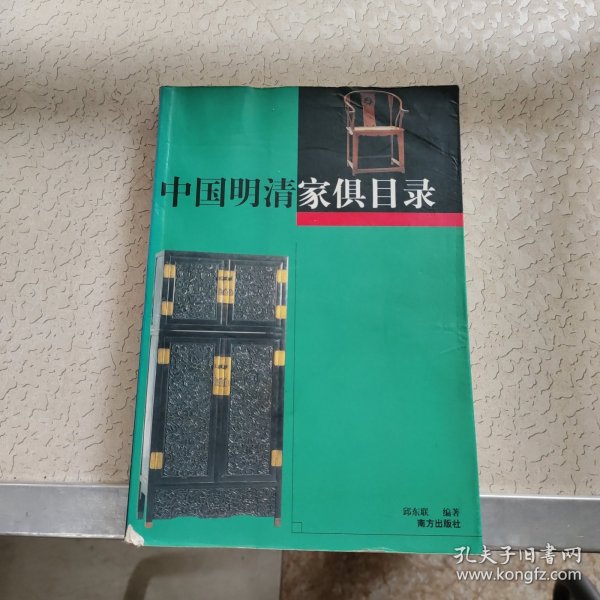 中国明清家俱目录
邱东联 编著
南方出版社
孔夫子旧书网
www.kongfz.com